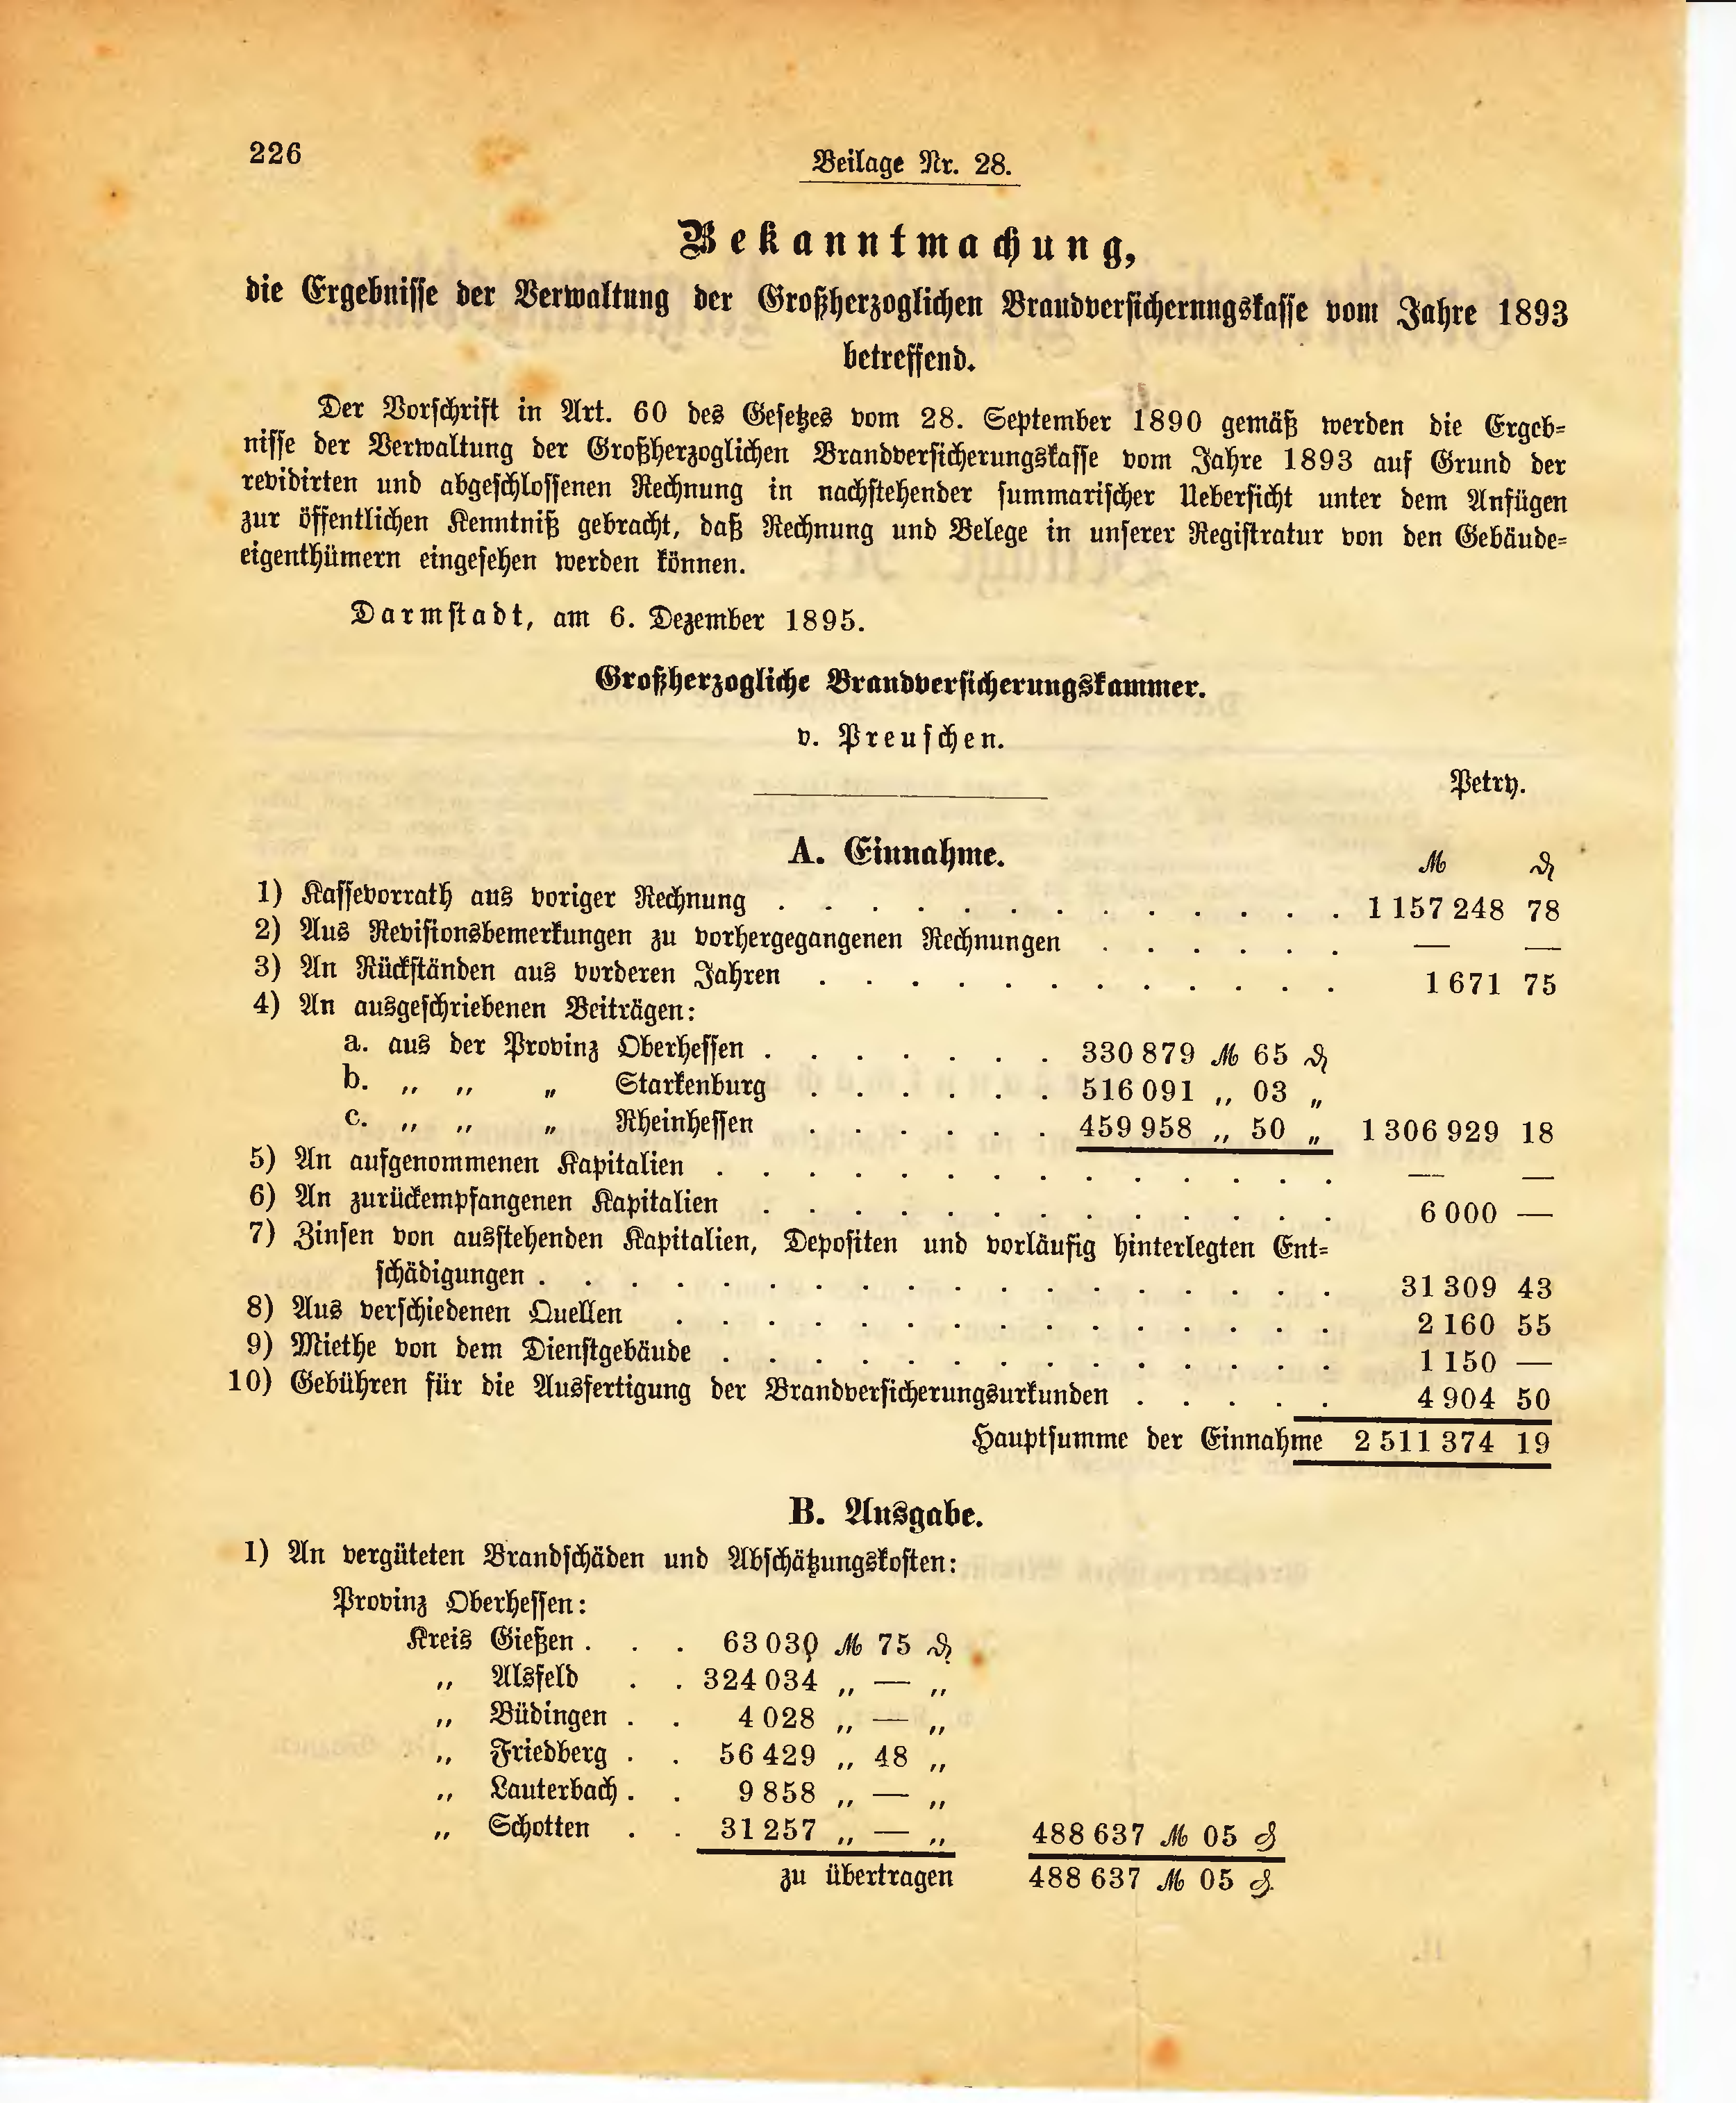 226
Beilage Nr. 28.
Bekanntmachung,
die Ergebnisse der Verwaltung der Großherzoglichen Brandversicherungskasse vom Jahre 1893
betreffend.
Der Vorschrift in Art. 60 des Gesetzes vom 28. September 1890 gemäß werden die Ergeb-
nisse der Verwaltung der Großherzoglichen Brandversicherungskasse vom Jahre 1893 auf Grund der
revidirten und abgeschlossenen Rechnung in nachstehender summarischer Uebersicht unter dem Anfügen
zur öffentlichen Kenntniß gebracht, daß Rechnung und Belege in unserer Registratur von den Gebäude-
eigenthümern eingesehen werden können.
Darmstadt, am 6. Dezember 1895.
Großherzogliche Brandversicherungskammer.
v. Preuschen.
Petry.
A. Einnahme. ℳ ₰
1) Kassevorrath aus voriger Rechnung . . . . . . . . . . . . . 1 157 248 78
2) Aus Revisionsbemerkungen zu vorhergegangenen Rechnungen . . . . . . — —
3) An Rückständen aus vorderen Jahren . . . . . . . . . . . . 1 671 75
4) An ausgeschriebenen Beiträgen:
a. aus der Provinz Oberhessen . . . . . . . 330 879 ℳ 65 ₰
b. „ „ „ Starkenburg . . . . . . 516 091 „ 03 „
c. „ „ „ Rheinhessen . . . . . . 459 958 „ 50 „ 1 306 929 18
5) An aufgenommenen Kapitalien . . . . . . . . . . . . . . — —
6) An zurückempfangenen Kapitalien . . . . . . . . . . . . . 6 000 —
7) Zinsen von ausstehenden Kapitalien, Depositen und vorläufig hinterlegten Ent-
schädigungen . . . . . . . . . . . . . . . . . . 31 309 43
8) Aus verschiedenen Quellen . . . . . . . . . . . . . . . 2 160 55
9) Miethe von dem Dienstgebäude . . . . . . . . . . . . . . 1 150 —
10) Gebühren für die Ausfertigung der Brandversicherungsurkunden . . . . . 4 904 50
Hauptsumme der Einnahme 2 511 374 19
B. Ausgabe.
1) An vergüteten Brandschäden und Abschätzungskosten:
Provinz Oberhessen:
Kreis Gießen . . . 63 030 ℳ 75 ₰
„ Alsfeld . . 324 034 „ — „
„ Büdingen . . 4 028 „ — „
„ Friedberg . . 56 429 „ 48 „
„ Lauterbach . . 9 858 „ — „
„ Schotten . . 31 257 „ — „ 488 637 ℳ 05 ₰
zu übertragen 488 637 ℳ 05 ₰.